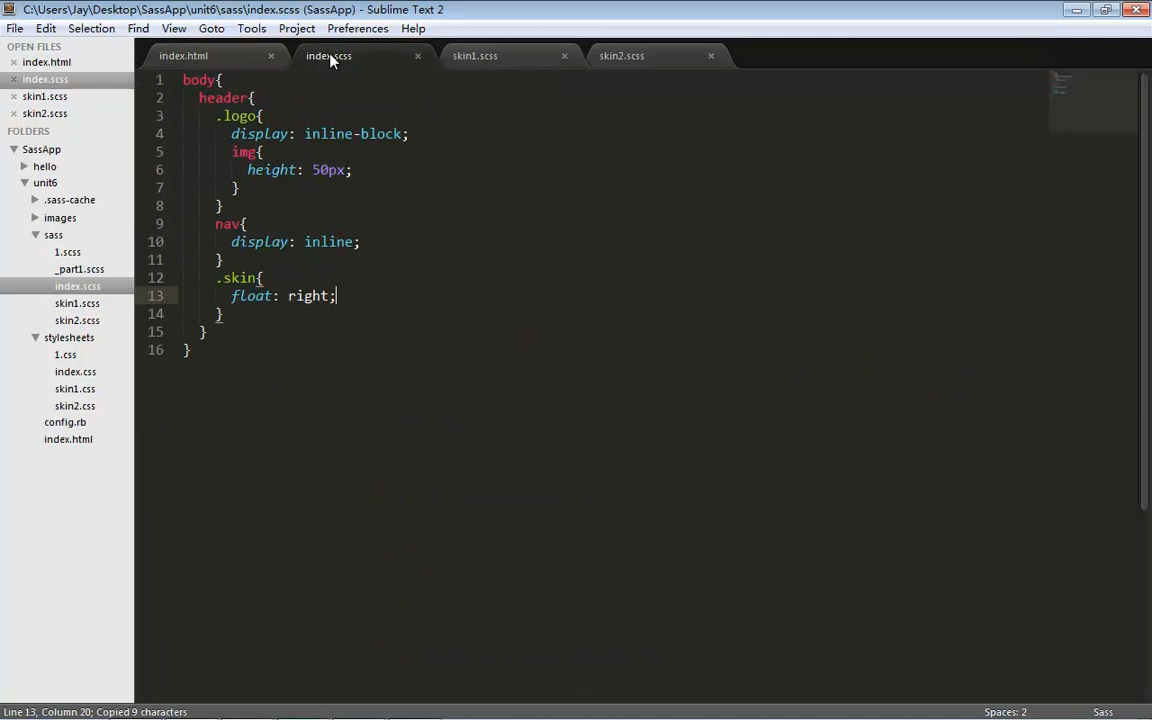 C:\Users\Jay\Desktop\SassApp\unit6\sass\index.scss (SassApp) - Sublime Text 2
File Edit Selection Find View Goto Tools Project Preferences Help
OPEN FILES
index.html
index.scss
skin1.scss
skin2.scss
FOLDERS
SassApp
hello
unit6
.sass-cache
images
sass
1.scss
_part1.scss
index.scss
skin1.scss
skin2.scss
stylesheets
1.css
index.css
skin1.css
skin2.css
config.rb
index.html
index.html × index.scss × skin1.scss × skin2.scss ×
1 body{
2 header{
3 .logo{
4 display: inline-block;
5 img{
6 height: 50px;
7 }
8 }
9 nav{
10 display: inline;
11 }
12 .skin{
13 float: right;
14 }
15 }
16 }
Line 13, Column 20; Copied 9 characters Spaces: 2 Sass